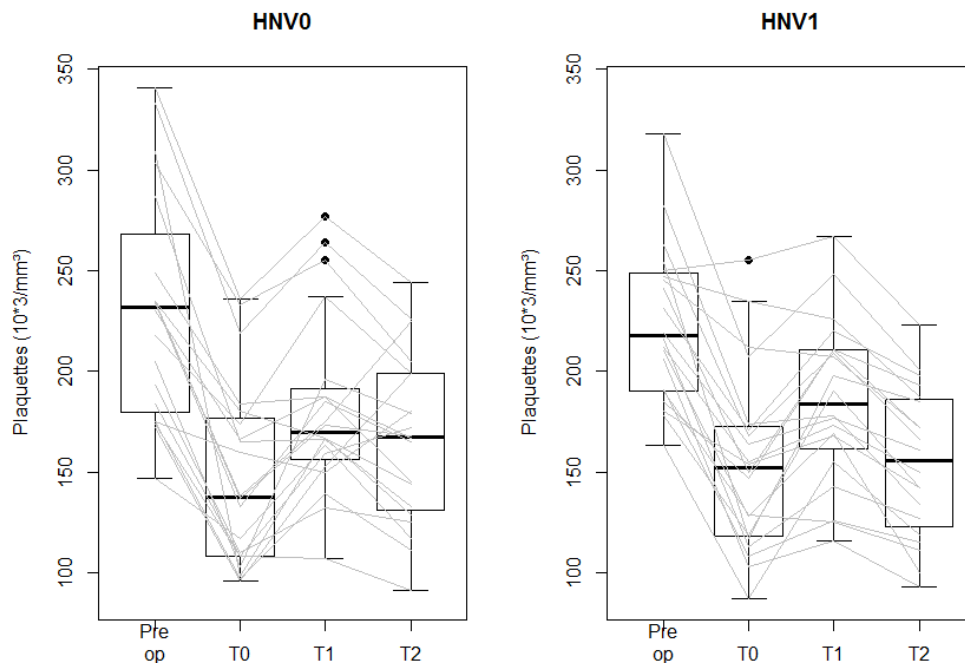 HNV0
Plaquettes (10*3/mm³)
350
300
250
200
150
100
Pre
op
T0
T1
T2
HNV1
Plaquettes (10*3/mm³)
350
300
250
200
150
100
Pre
op
T0
T1
T2